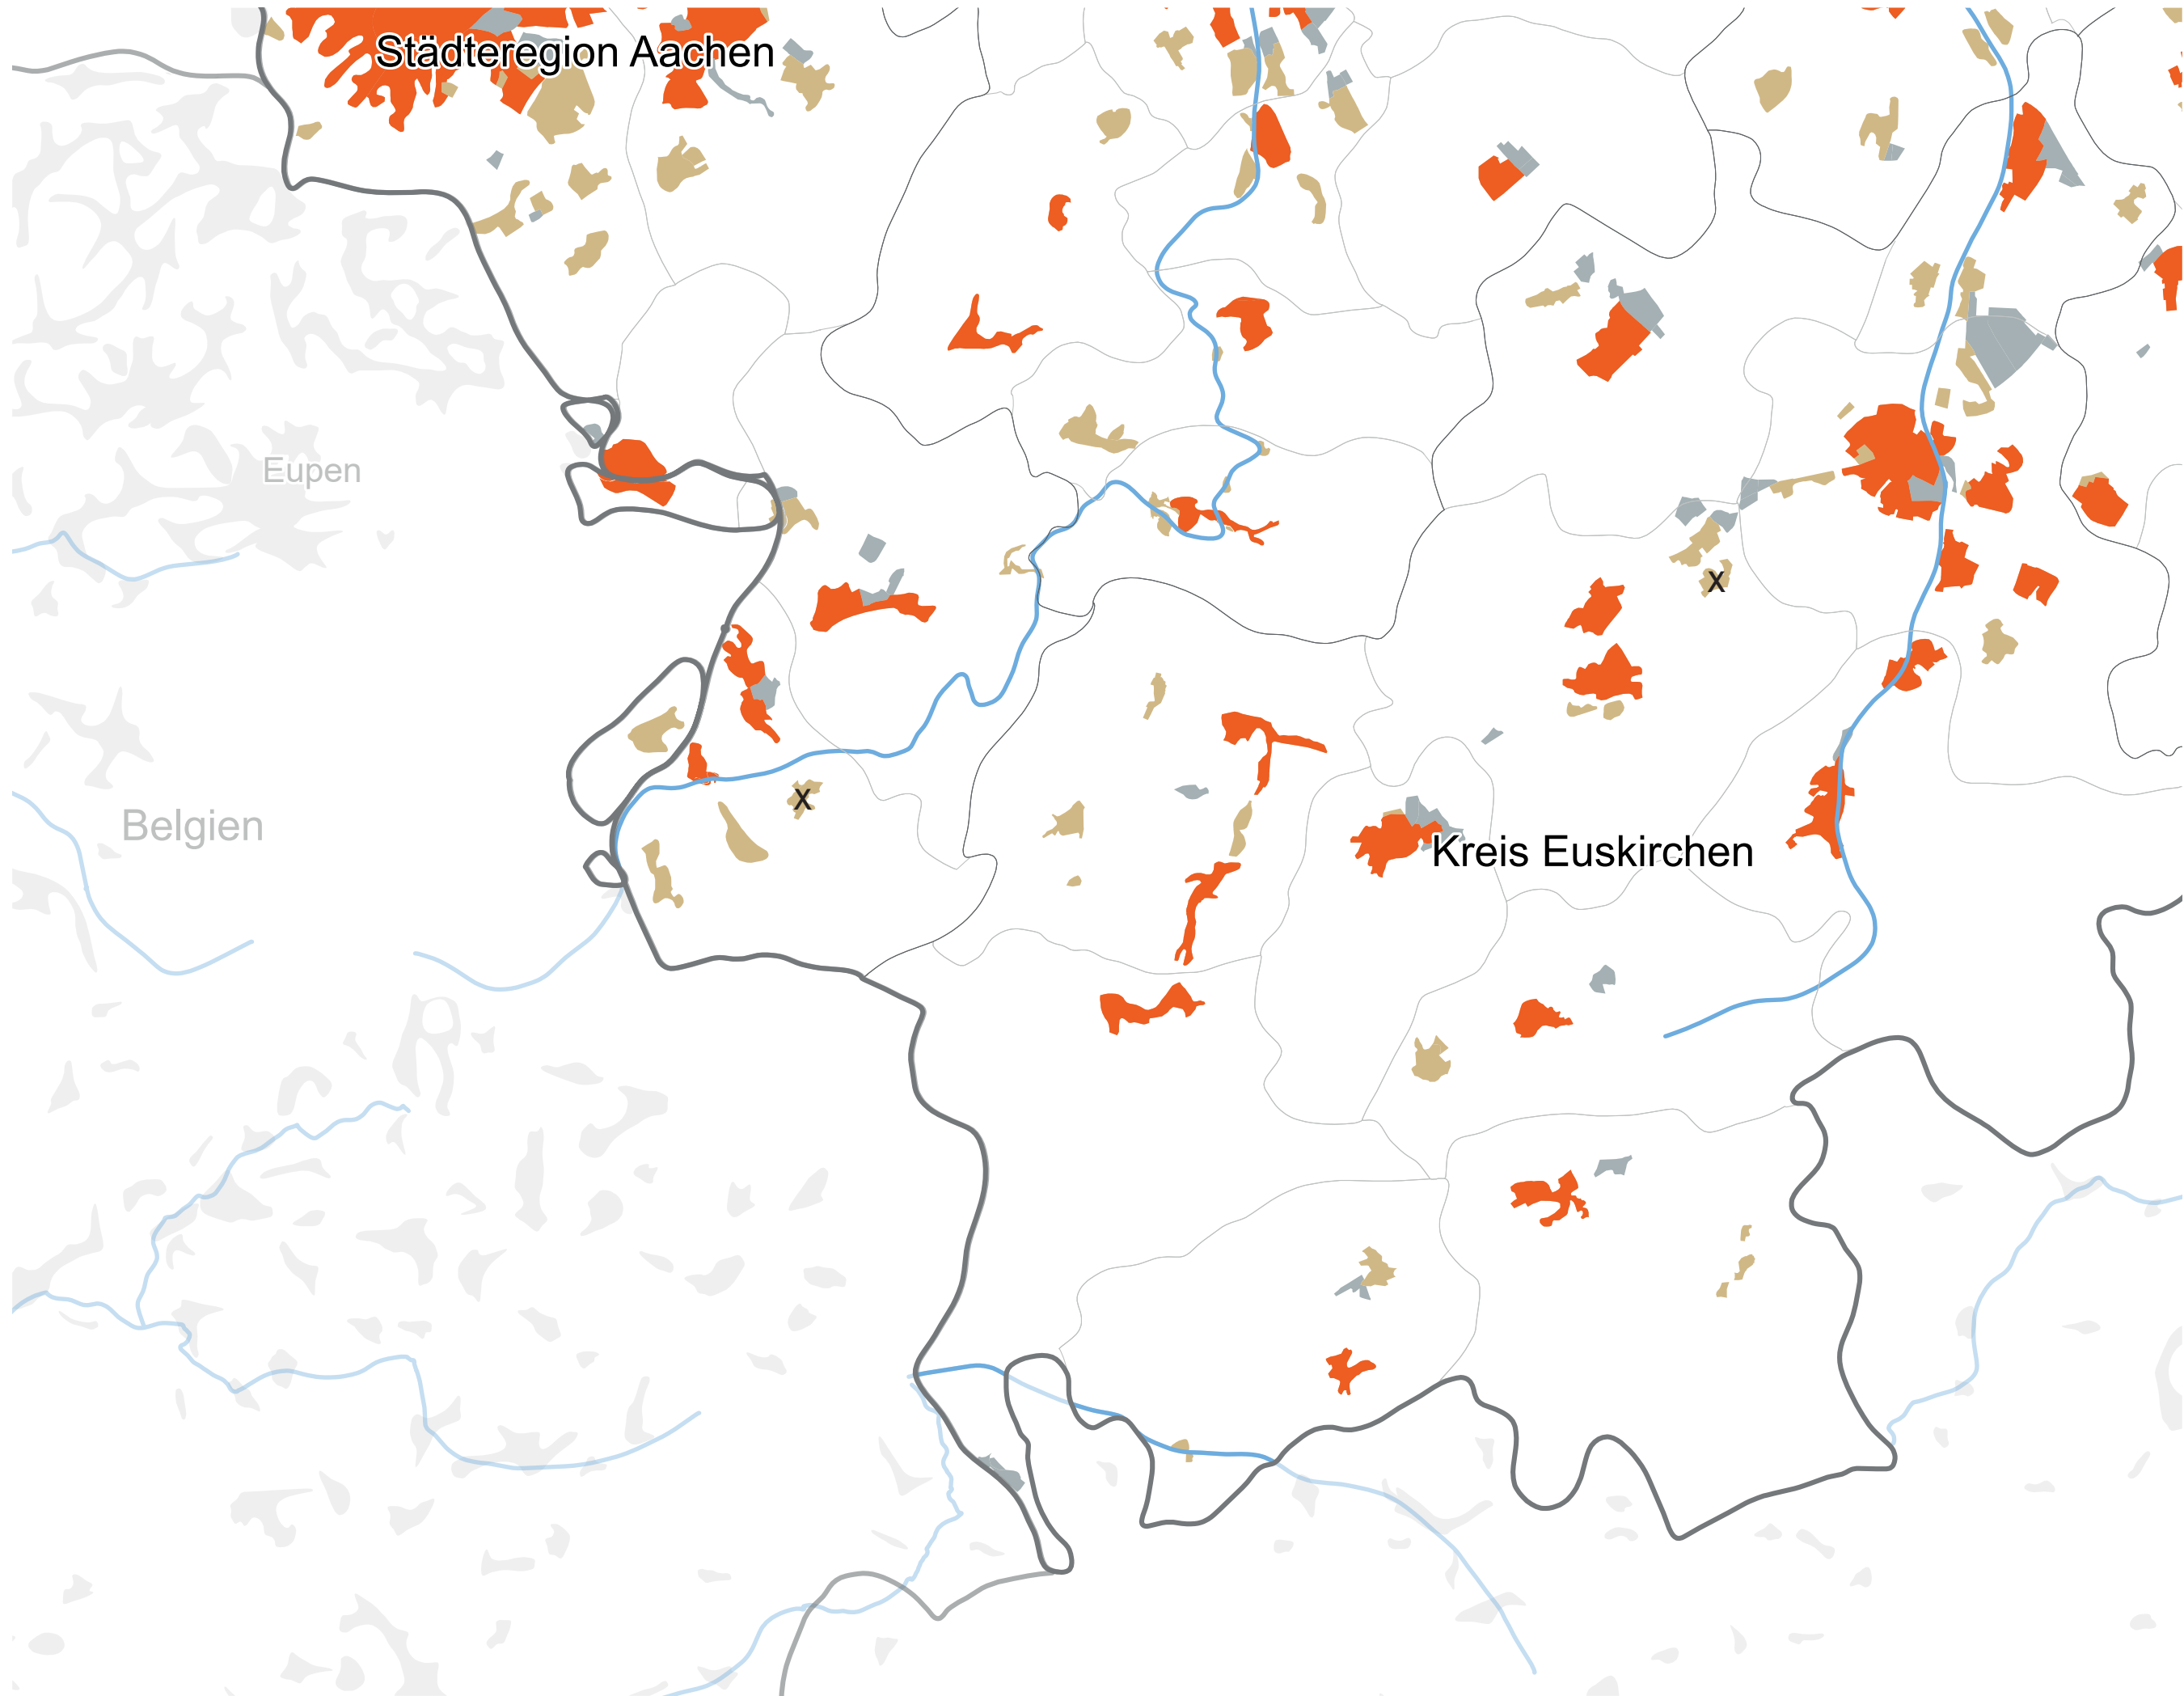 Städteregion Aachen
Eupen
x
x
Belgien
Kreis Euskirchen